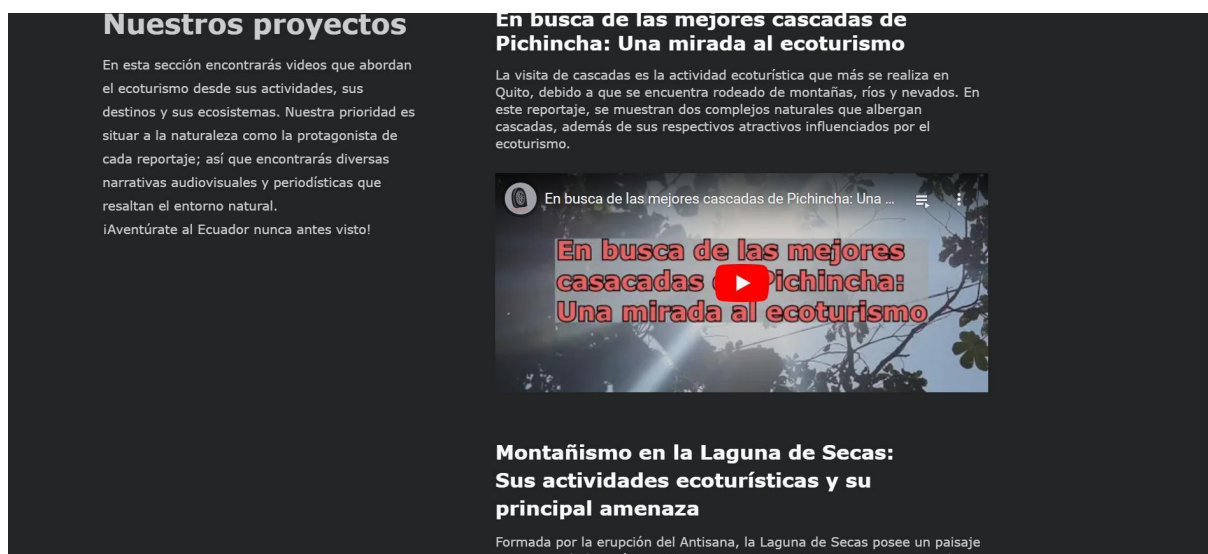 Nuestros proyectos
En esta sección encontrarás videos que abordan
el ecoturismo desde sus actividades, sus
destinos y sus ecosistemas. Nuestra prioridad es
situar a la naturaleza como la protagonista de
cada reportaje; así que encontrarás diversas
narrativas audiovisuales y periodísticas que
resaltan el entorno natural.
¡Aventúrate al Ecuador nunca antes visto!
En busca de las mejores cascadas de
Pichincha: Una mirada al ecoturismo
La visita de cascadas es la actividad ecoturística que más se realiza en
Quito, debido a que se encuentra rodeado de montañas, ríos y nevados. En
este reportaje, se muestran dos complejos naturales que albergan
cascadas, además de sus respectivos atractivos influenciados por el
ecoturismo.
En busca de las mejores cascadas de Pichincha: Una ...
En busca de las mejores
casacadas Pichincha:
Una mirada al ecoturismo
Montañismo en la Laguna de Secas:
Sus actividades ecoturísticas y su
principal amenaza
Formada por la erupción del Antisana, la Laguna de Secas posee un paisaje